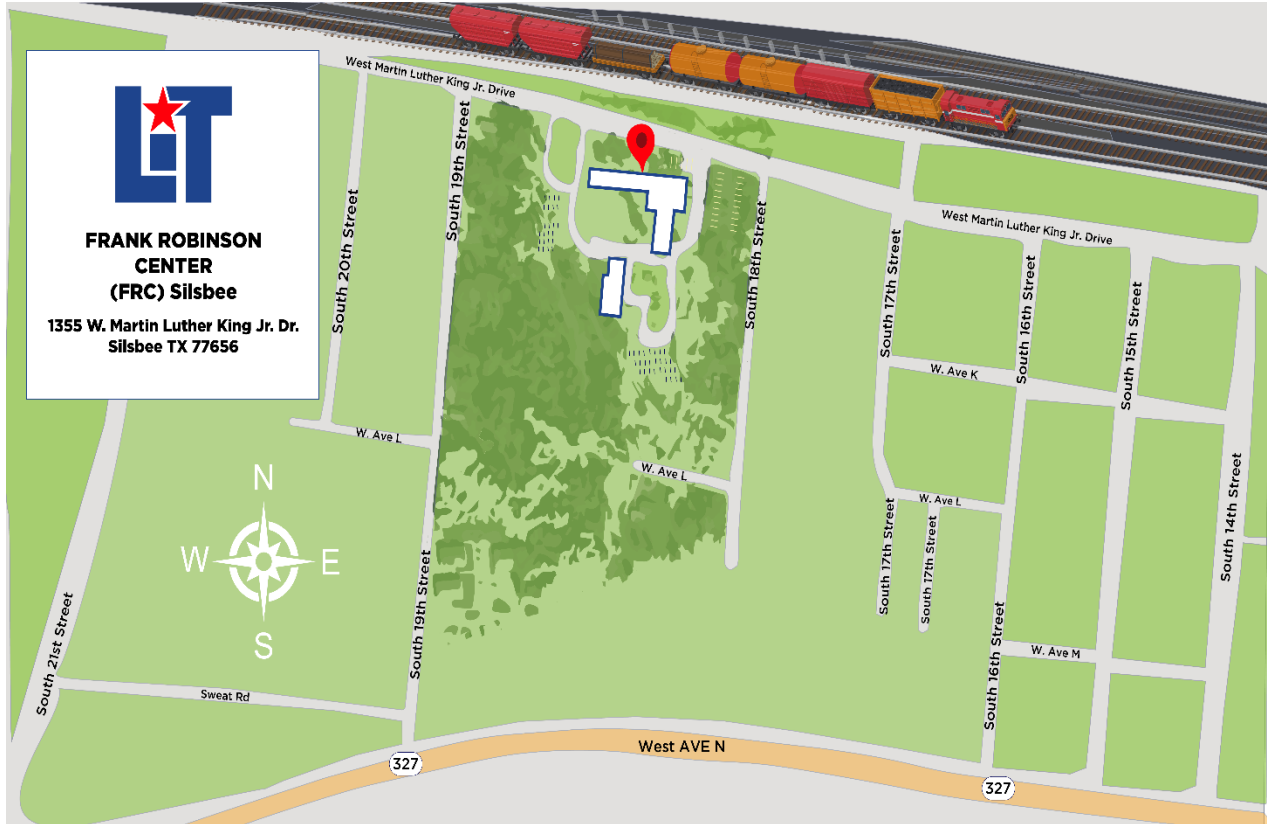 LiT
FRANK ROBINSON
CENTER
(FRC) Silsbee
1355 W. Martin Luther King Jr. Dr.
Silsbee TX 77656
West Martin Luther King Jr. Drive
South 20th Street
South 19th Street
South 18th Street
South 17th Street
West Martin Luther King Jr. Drive
South 16th Street
South 15th Street
W. Ave K
W. Ave L
W. Ave L
W. Ave L
South 14th Street
N
W
E
S
South 19th Street
South 17th Street
South 17th Street
South 21st Street
South 16th Street
W. Ave M
Sweat Rd
West AVE N
327
327